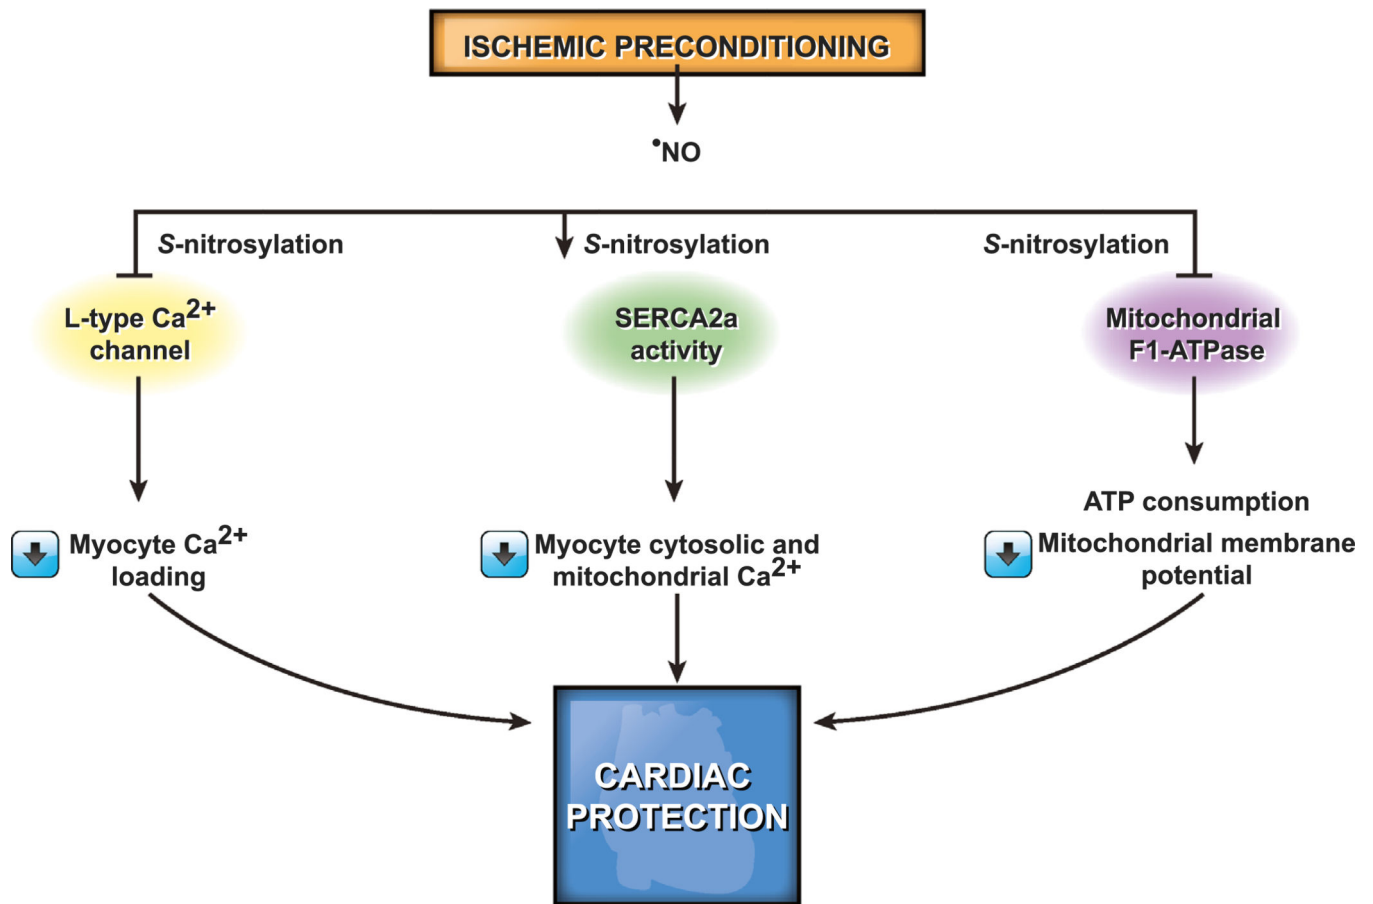 ISCHEMIC PRECONDITIONING
•NO
S-nitrosylation
S-nitrosylation
S-nitrosylation
L-type Ca2+
channel
SERCA2a
activity
Mitochondrial
F1-ATPase
Myocyte Ca2+
loading
Myocyte cytosolic and
mitochondrial Ca2+
ATP consumption
Mitochondrial membrane
potential
CARDIAC
PROTECTION